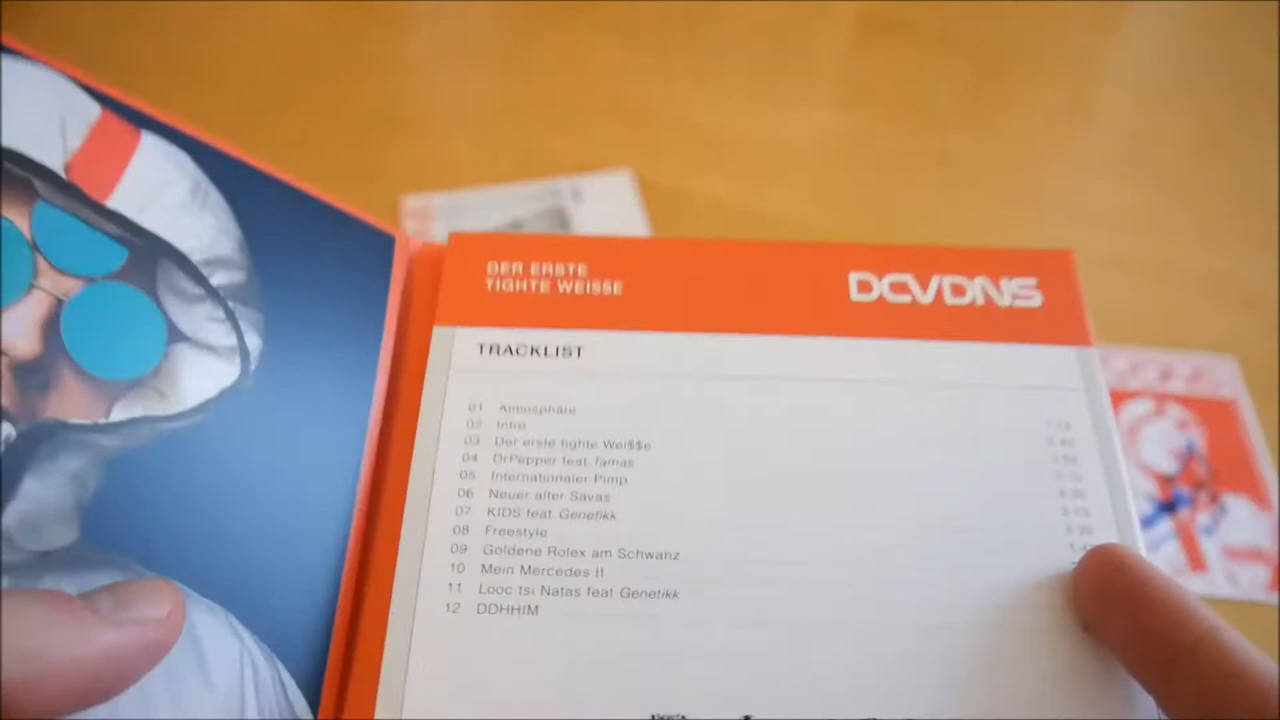 DER ERSTE
TIGHTE WEISSE
DCVDNS
TRACKLIST
01 Atmosphäre
02 Intro
03 Der erste tighte Wei$$e
04 DrPepper feat Tamas
05 Internationaler Pimp
06 Neuer alter Savas
07 KIDS feat Genetikk
08 Freestyle
09 Goldene Rolex am Schwanz
10 Mein Mercedes II
11 Looc tsi Natas feat Genetikk
12 DDHHIM